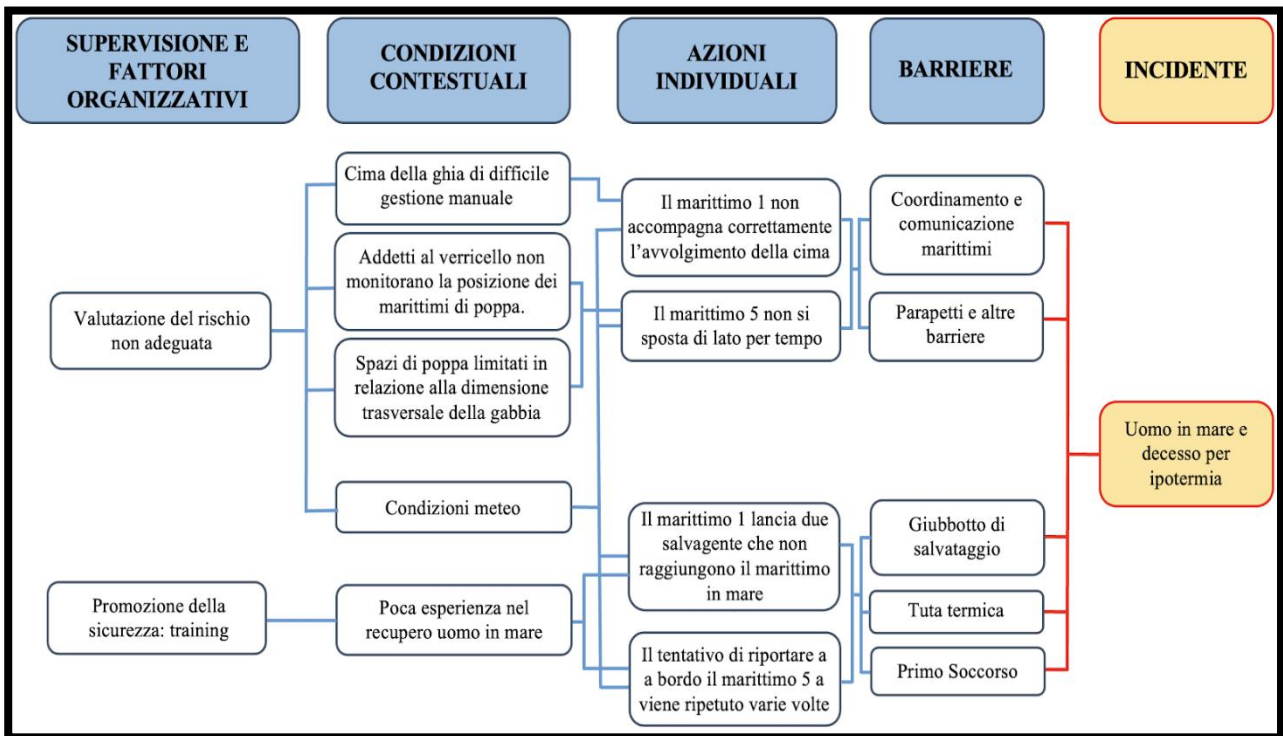 SUPERVISIONE E
FATTORI
ORGANIZZATIVI
CONDIZIONI
CONTESTUALI
AZIONI
INDIVIDUALI
BARRIERE
INCIDENTE
Valutazione del rischio
non adeguata
Promozione della
sicurezza: training
Cima della ghia di difficile
gestione manuale
Addetti al verricello non
monitorano la posizione dei
marittimi di poppa.
Spazi di poppa limitati in
relazione alla dimensione
trasversale della gabbia
Condizioni meteo
Poca esperienza nel
recupero uomo in mare
Il marittimo 1 non
accompagna correttamente
l’avvolgimento della cima
Il marittimo 5 non si
sposta di lato per tempo
Il marittimo 1 lancia due
salvagente che non
raggiungono il marittimo
in mare
Il tentativo di riportare a
a bordo il marittimo 5 a
viene ripetuto varie volte
Coordinamento e
comunicazione
marittimi
Parapetti e altre
barriere
Giubbotto di
salvataggio
Tuta termica
Primo Soccorso
Uomo in mare e
decesso per
ipotermia